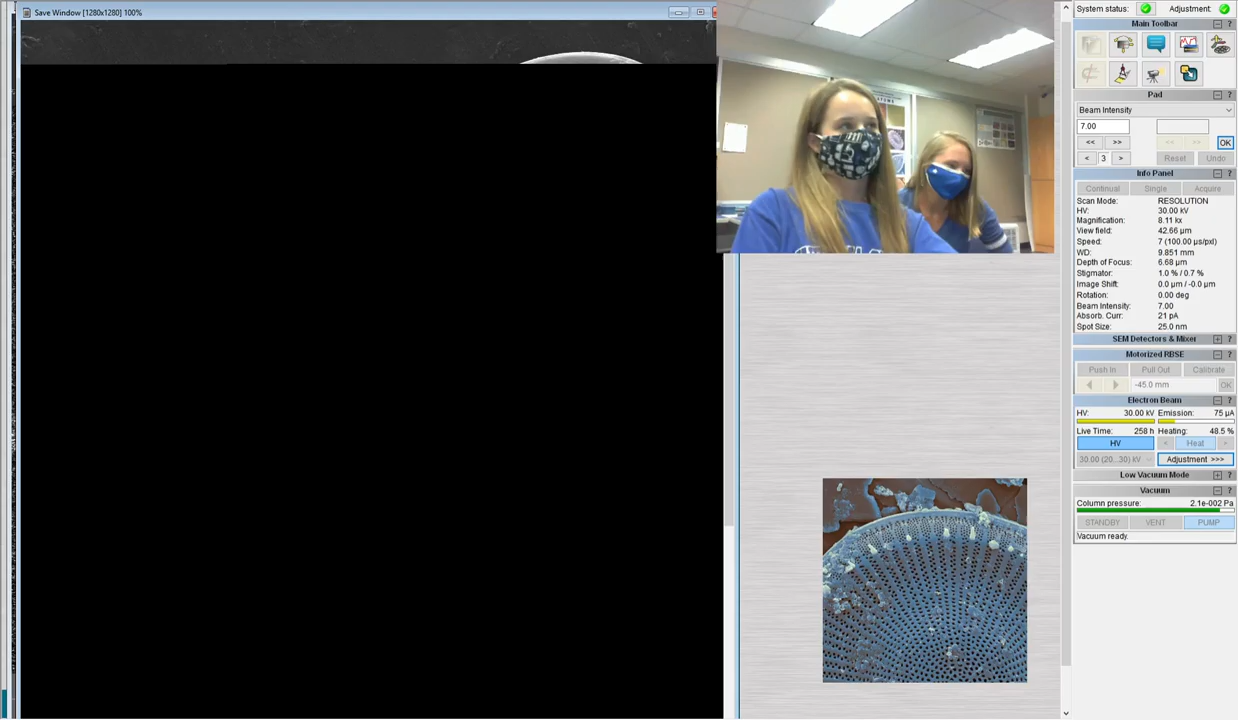 Save Window [1280x1280] 100%
System status: Adjustment:
Main Toolbar
Pad
Beam Intensity
7.00
<< >> << >> OK
< 3 > Reset Undo
Info Panel
Continual Single Acquire
Scan Mode: RESOLUTION
HV: 30.00 kV
Magnification: 8.11 kx
View field: 42.66 µm
Speed: 7 (100.00 µs/pxl)
WD: 9.851 mm
Depth of Focus: 6.68 µm
Stigmator: 1.0 % / 0.7 %
Image Shift: 0.0 µm / -0.0 µm
Rotation: 0.00 deg
Beam Intensity: 7.00
Absorb. Curr: 21 pA
Spot Size: 25.0 nm
SEM Detectors & Mixer
Motorized RBSE
Push In Pull Out Calibrate
-45.0 mm OK
Electron Beam
HV: 30.00 kV Emission: 75 µA
Live Time: 258 h Heating: 48.5 %
HV < Heat >
30.00 (20...30) kV Adjustment >>>
Low Vacuum Mode
Vacuum
Column pressure: 2.1e-002 Pa
STANDBY VENT PUMP
Vacuum ready.